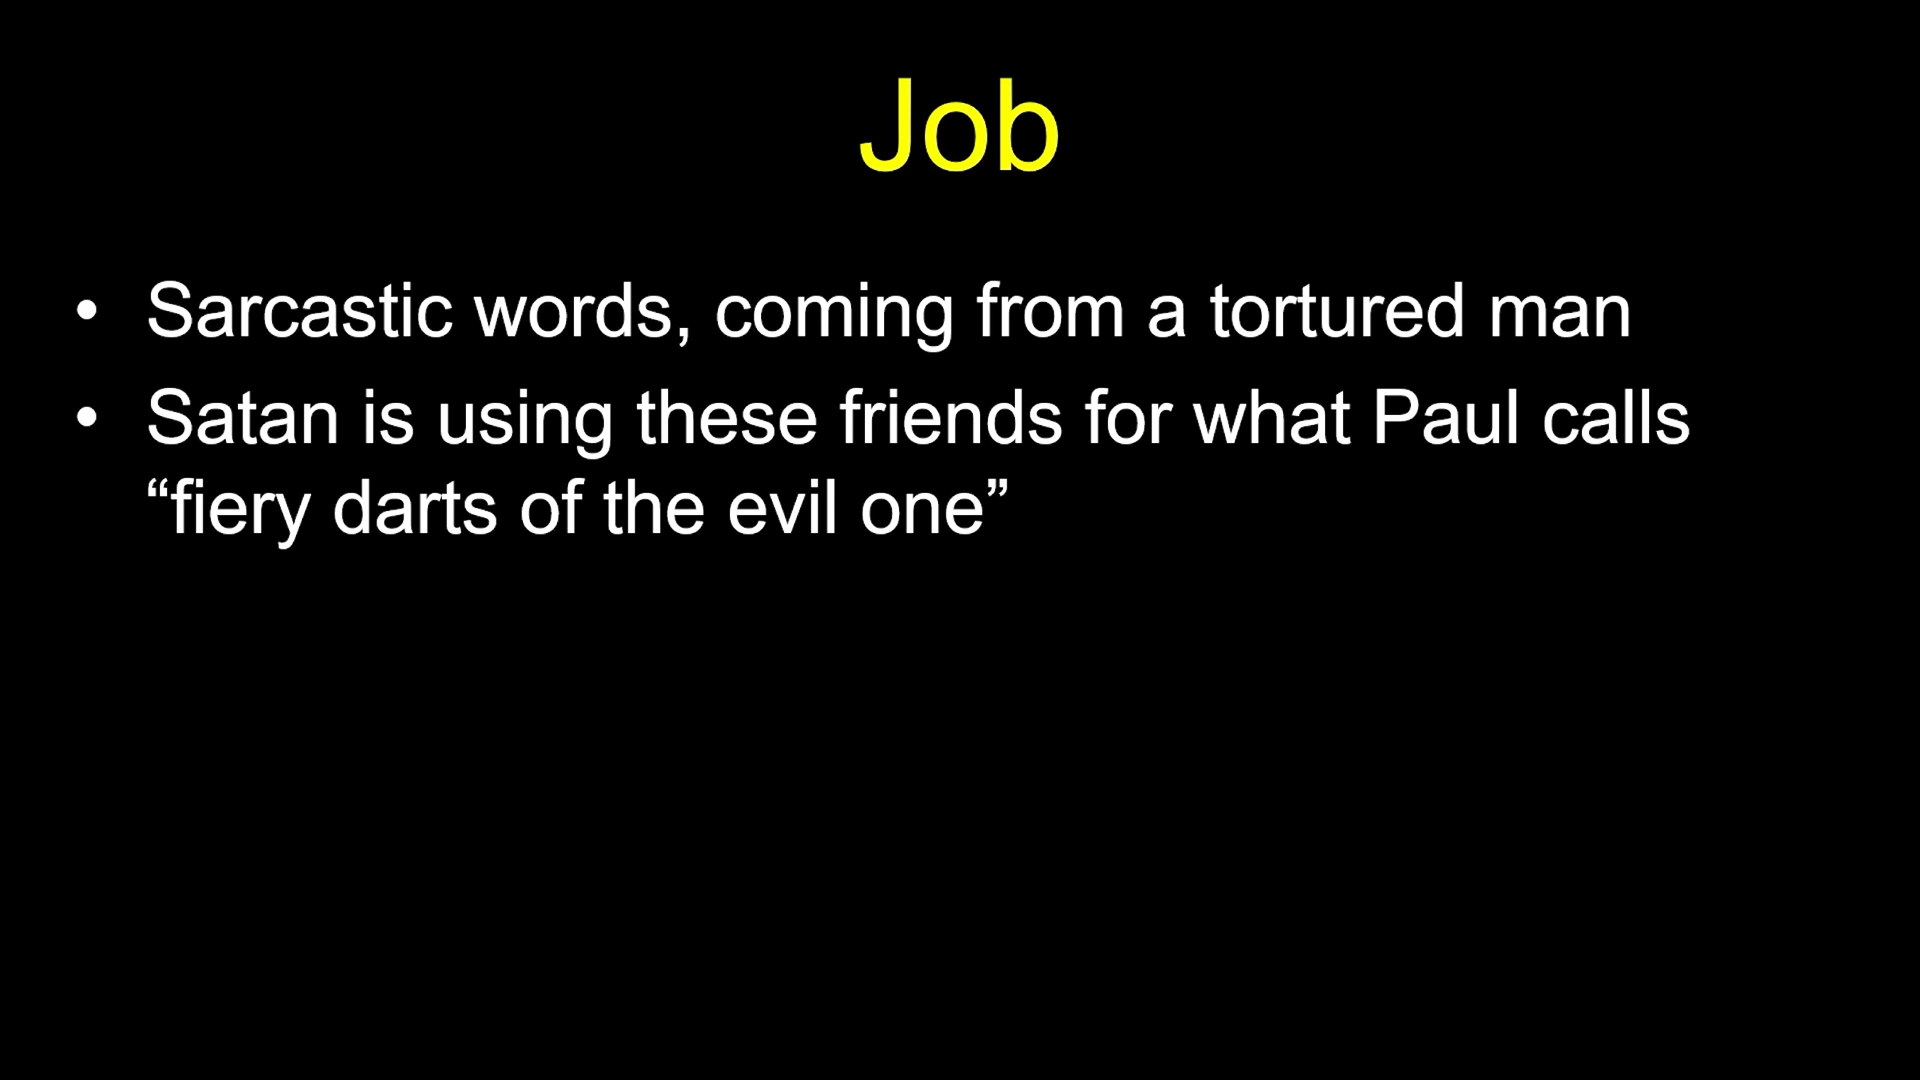 Job
• Sarcastic words, coming from a tortured man
• Satan is using these friends for what Paul calls
“fiery darts of the evil one”